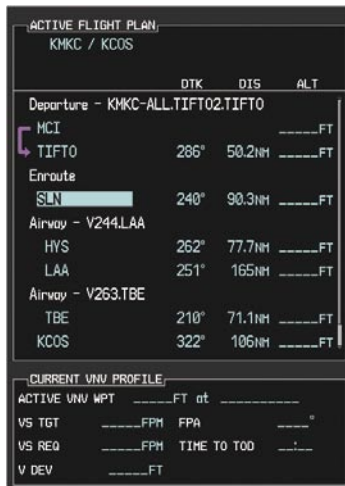 ACTIVE FLIGHT PLAN
KMKC / KCOS
DTK DIS ALT
Departure - KMKC-ALL.TIFTO2.TIFTO
MCI _____FT
TIFTO 286° 50.2NM _____FT
Enroute
SLN 240° 90.3NM _____FT
Airway - V244.LAA
HYS 262° 77.7NM _____FT
LAA 251° 165NM _____FT
Airway - V263.TBE
TBE 210° 71.1NM _____FT
KCOS 322° 106NM _____FT
CURRENT VNV PROFILE
ACTIVE VNV WPT _____FT at __________
VS TGT _____FPM FPA ____°
VS REQ _____FPM TIME TO TOD __:__
V DEV _____FT